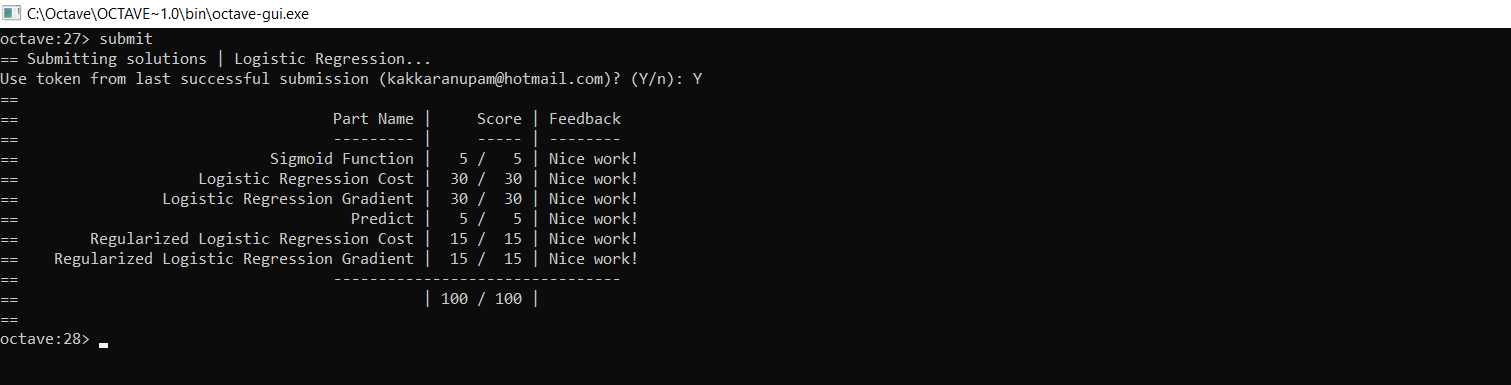 C:\Octave\OCTAVE~1.0\bin\octave-gui.exe
octave:27> submit
== Submitting solutions | Logistic Regression...
Use token from last successful submission (kakkaranupam@hotmail.com)? (Y/n): Y
==
==                                   Part Name |     Score | Feedback
==                                   --------- |     ----- | --------
==                            Sigmoid Function |   5 /   5 | Nice work!
==                    Logistic Regression Cost |  30 /  30 | Nice work!
==                Logistic Regression Gradient |  30 /  30 | Nice work!
==                                     Predict |   5 /   5 | Nice work!
==        Regularized Logistic Regression Cost |  15 /  15 | Nice work!
==    Regularized Logistic Regression Gradient |  15 /  15 | Nice work!
==                                   --------------------------------
==                                             | 100 / 100 |
==
octave:28>